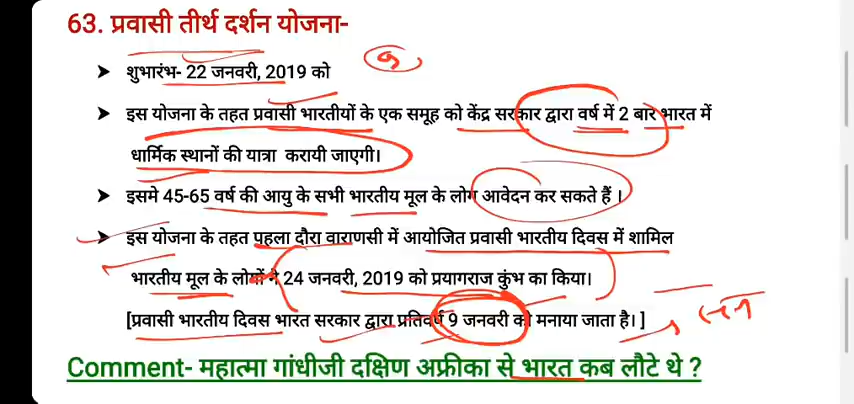 63. प्रवासी तीर्थ दर्शन योजना-
➤ शुभारंभ- 22 जनवरी, 2019 को
➤ इस योजना के तहत प्रवासी भारतीयों के एक समूह को केंद्र सरकार द्वारा वर्ष में 2 बार भारत में
धार्मिक स्थानों की यात्रा करायी जाएगी।
➤ इसमे 45-65 वर्ष की आयु के सभी भारतीय मूल के लोग आवेदन कर सकते हैं ।
➤ इस योजना के तहत पहला दौरा वाराणसी में आयोजित प्रवासी भारतीय दिवस में शामिल
भारतीय मूल के लोगों ने 24 जनवरी, 2019 को प्रयागराज कुंभ का किया।
[प्रवासी भारतीय दिवस भारत सरकार द्वारा प्रतिवर्ष 9 जनवरी को मनाया जाता है। ]
Comment- महात्मा गांधीजी दक्षिण अफ्रीका से भारत कब लौटे थे ?